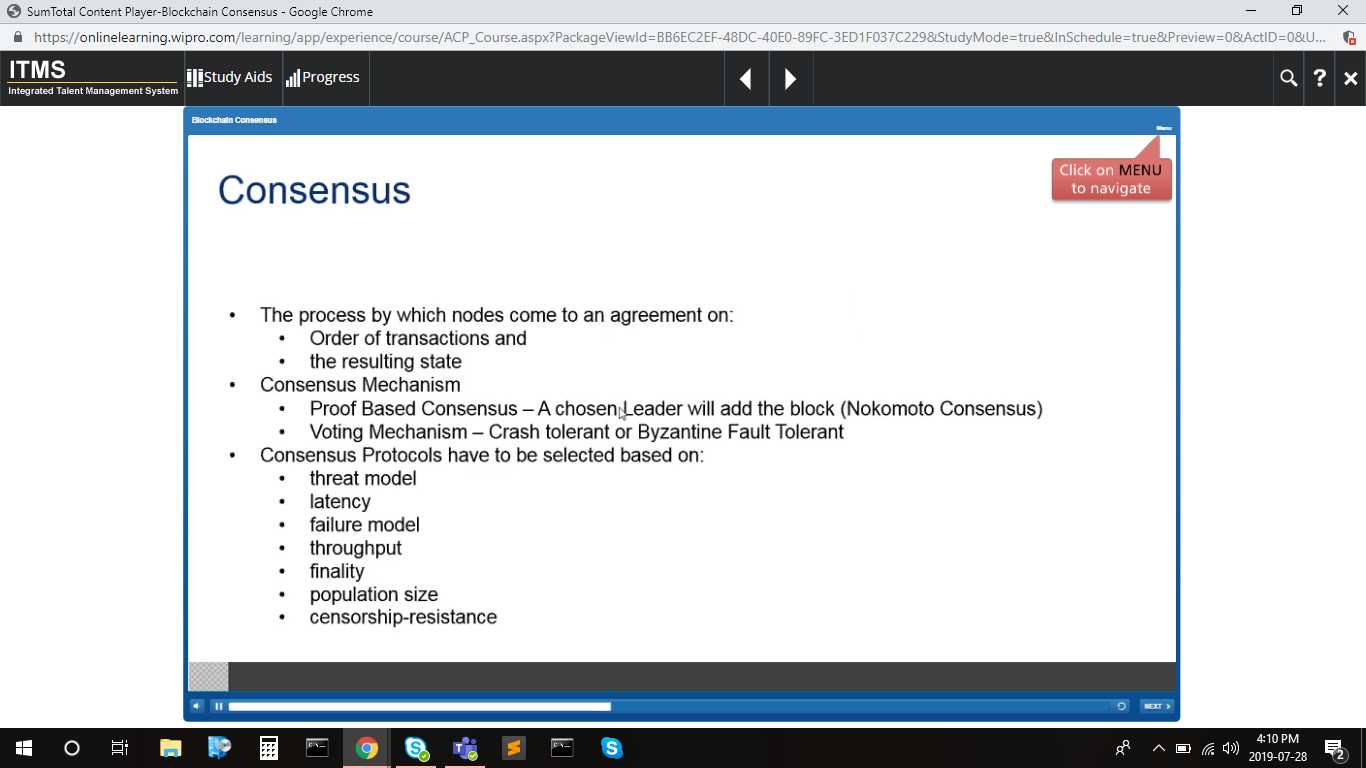 SumTotal Content Player-Blockchain Consensus - Google Chrome
https://onlinelearning.wipro.com/learning/app/experience/course/ACP_Course.aspx?PackageViewId=BB6EC2EF-48DC-40E0-89FC-3ED1F037C229&StudyMode=true&InSchedule=true&Preview=0&ActID=0&U...
ITMS
Integrated Talent Management System
Study Aids
Progress
?
Blockchain Consensus
Menu
Click on MENU
to navigate
Consensus
• The process by which nodes come to an agreement on:
• Order of transactions and
• the resulting state
• Consensus Mechanism
• Proof Based Consensus – A chosen Leader will add the block (Nokomoto Consensus)
• Voting Mechanism – Crash tolerant or Byzantine Fault Tolerant
• Consensus Protocols have to be selected based on:
• threat model
• latency
• failure model
• throughput
• finality
• population size
• censorship-resistance
NEXT >
4:10 PM
2019-07-28
2